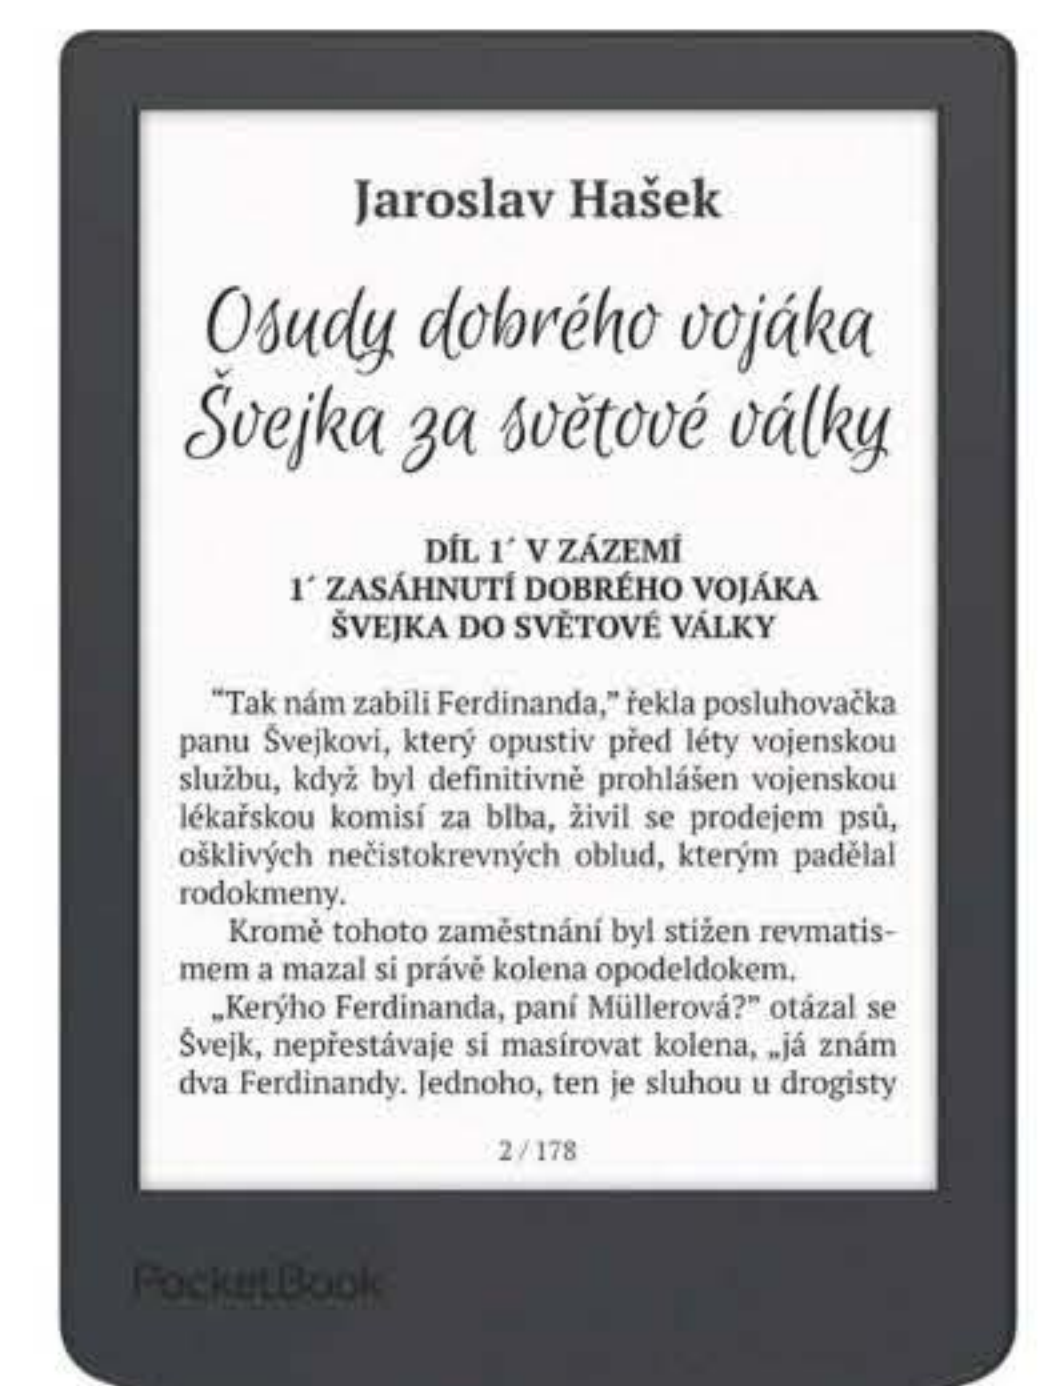 Jaroslav Hašek
Osudy dobrého vojáka
Švejka za světové války
DÍL 1´ V ZÁZEMÍ
1´ ZASÁHNUTÍ DOBRÉHO VOJÁKA
ŠVEJKA DO SVĚTOVÉ VÁLKY
“Tak nám zabili Ferdinanda,” řekla posluhovačka
panu Švejkovi, který opustiv před léty vojenskou
službu, když byl definitivně prohlášen vojenskou
lékařskou komisí za blba, živil se prodejem psů,
ošklivých nečistokrevných oblud, kterým padělal
rodokmeny.
Kromě tohoto zaměstnání byl stižen revmatis-
mem a mazal si právě kolena opodeldokem.
„Kerýho Ferdinanda, paní Müllerová?” otázal se
Švejk, nepřestávaje si masírovat kolena, „já znám
dva Ferdinandy. Jednoho, ten je sluhou u drogisty
2 / 178
PocketBook